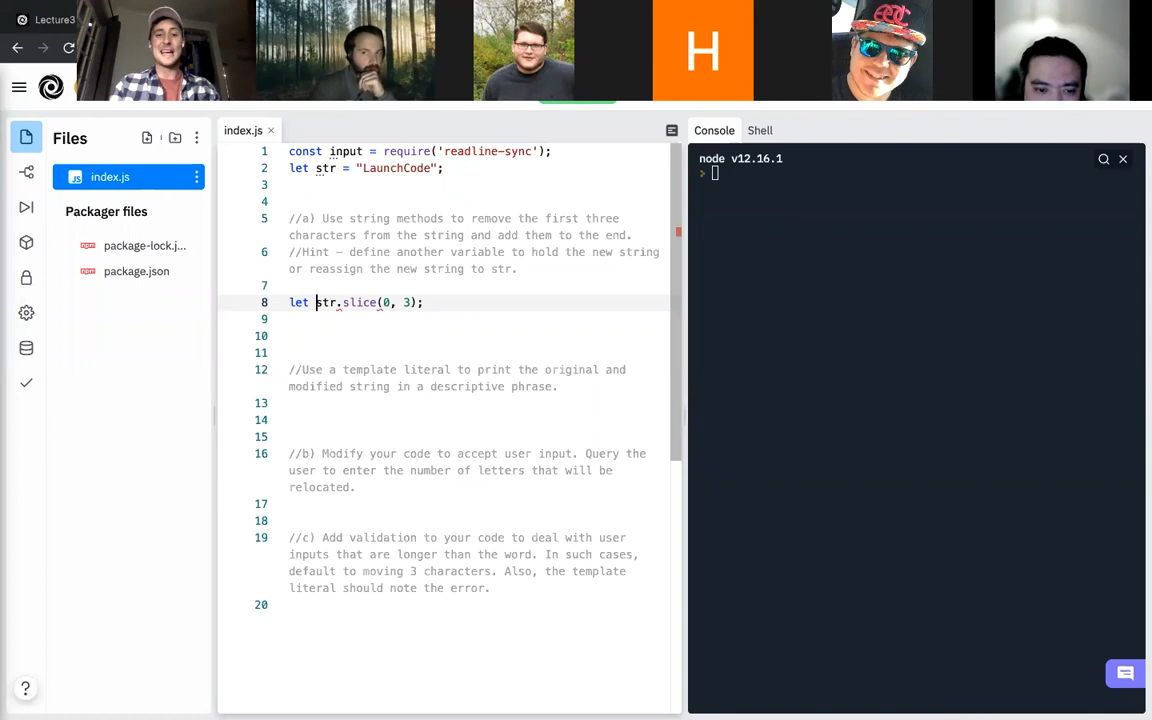 Lecture3
H
Files
index.js
Packager files
package-lock.j...
package.json
index.js ×
1 const input = require('readline-sync');
2 let str = "LaunchCode";
3
4
5 //a) Use string methods to remove the first three
characters from the string and add them to the end.
6 //Hint - define another variable to hold the new string
or reassign the new string to str.
7
8 let str.slice(0, 3);
9
10
11
12 //Use a template literal to print the original and
modified string in a descriptive phrase.
13
14
15
16 //b) Modify your code to accept user input. Query the
user to enter the number of letters that will be
relocated.
17
18
19 //c) Add validation to your code to deal with user
inputs that are longer than the word. In such cases,
default to moving 3 characters. Also, the template
literal should note the error.
20
Console Shell
node v12.16.1